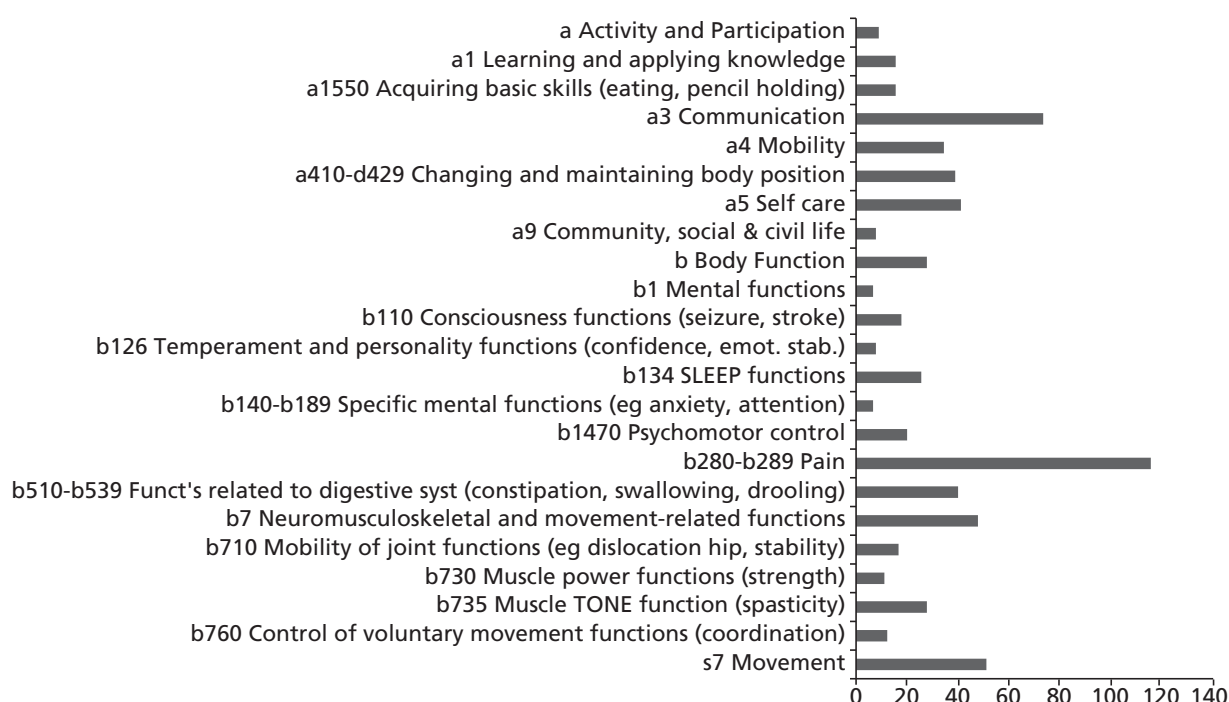 a Activity and Participation
a1 Learning and applying knowledge
a1550 Acquiring basic skills (eating, pencil holding)
a3 Communication
a4 Mobility
a410-d429 Changing and maintaining body position
a5 Self care
a9 Community, social & civil life
b Body Function
b1 Mental functions
b110 Consciousness functions (seizure, stroke)
b126 Temperament and personality functions (confidence, emot. stab.)
b134 SLEEP functions
b140-b189 Specific mental functions (eg anxiety, attention)
b1470 Psychomotor control
b280-b289 Pain
b510-b539 Funct's related to digestive syst (constipation, swallowing, drooling)
b7 Neuromusculoskeletal and movement-related functions
b710 Mobility of joint functions (eg dislocation hip, stability)
b730 Muscle power functions (strength)
b735 Muscle TONE function (spasticity)
b760 Control of voluntary movement functions (coordination)
s7 Movement
0 20 40 60 80 100 120 140